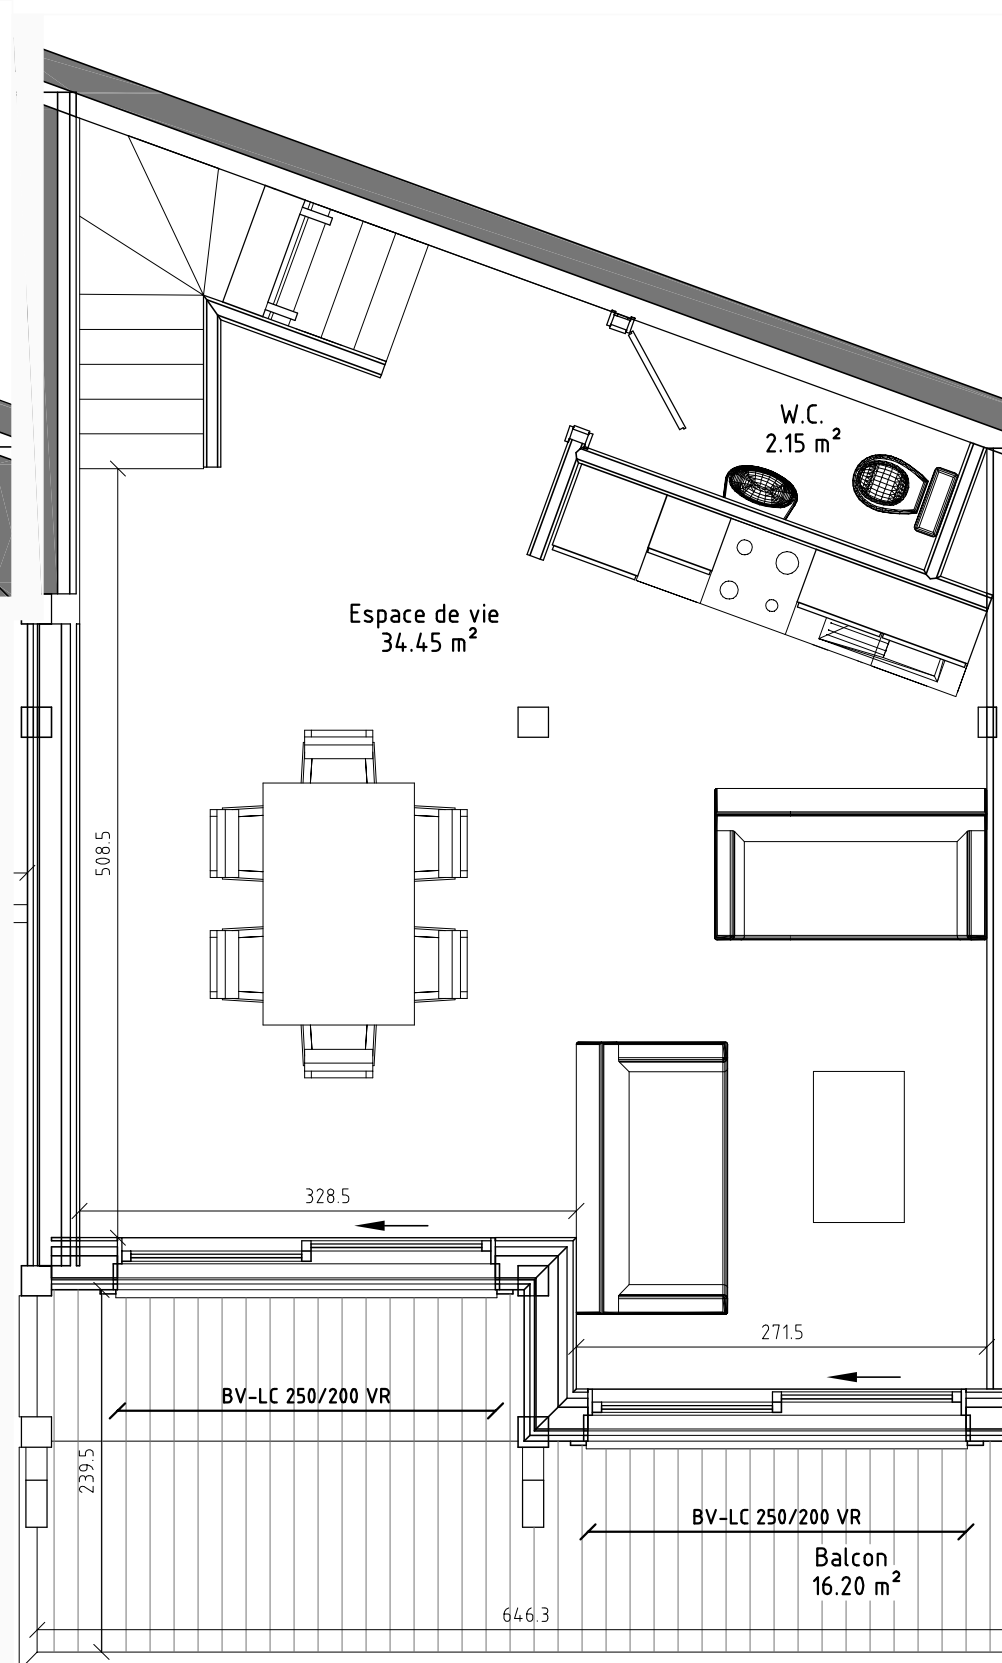 W.C.
2.15 m²
Espace de vie
34.45 m²
508.5
328.5
271.5
BV-LC 250/200 VR
239.5
BV-LC 250/200 VR
Balcon
16.20 m²
646.3